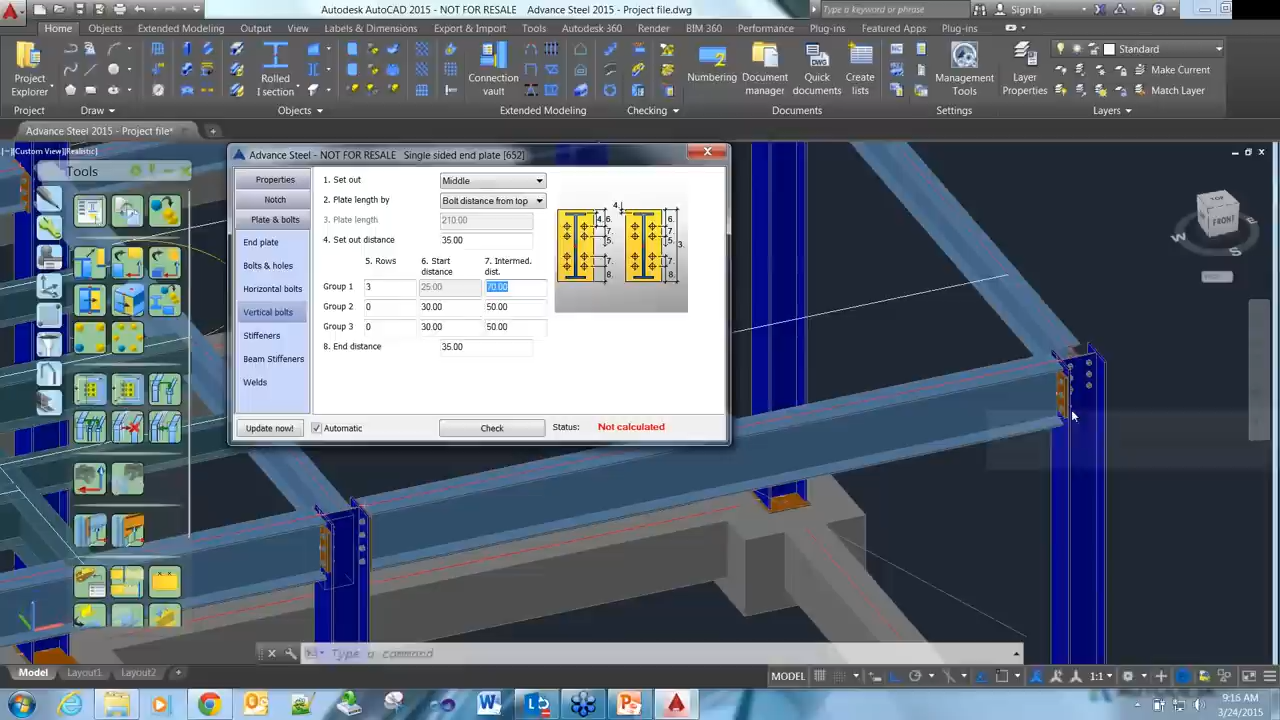 Autodesk AutoCAD 2015 - NOT FOR RESALE Advance Steel - Project file.dwg
Type a keyword or phrase
Sign In
Home Objects Extended Modeling Output View Labels & Dimensions Export & Import Tools Autodesk 360 Render BIM 360 Performance Plug-ins Featured Apps Plug-ins
Project Explorer
Rolled I section
Connection vault
Numbering
Document manager
Quick documents
Create lists
Management Tools
Layer Properties
Standard
Make Current
Match Layer
Project Draw Objects Extended Modeling Checking Documents Settings Layers
Advance Steel 2015 - Project file*
[-][Custom View][Realistic]
Tools
Advance Steel - NOT FOR RESALE Single sided end plate [652]
Properties
Notch
Plate & bolts
End plate
Bolts & holes
Horizontal bolts
Vertical bolts
Stiffeners
Beam Stiffeners
Welds
1. Set out Middle
2. Plate length by Bolt distance from top
3. Plate length 210.00
4. Set out distance 35.00
5. Rows 6. Start distance 7. Intermed. dist.
Group 1 3 25.00 70.00
Group 2 0 30.00 50.00
Group 3 0 30.00 50.00
8. End distance 35.00
Update now! Automatic Check Status: Not calculated
FRONT
W
S
Type a command
Model Layout1 Layout2 +
MODEL
1:1
9:16 AM
3/24/2015